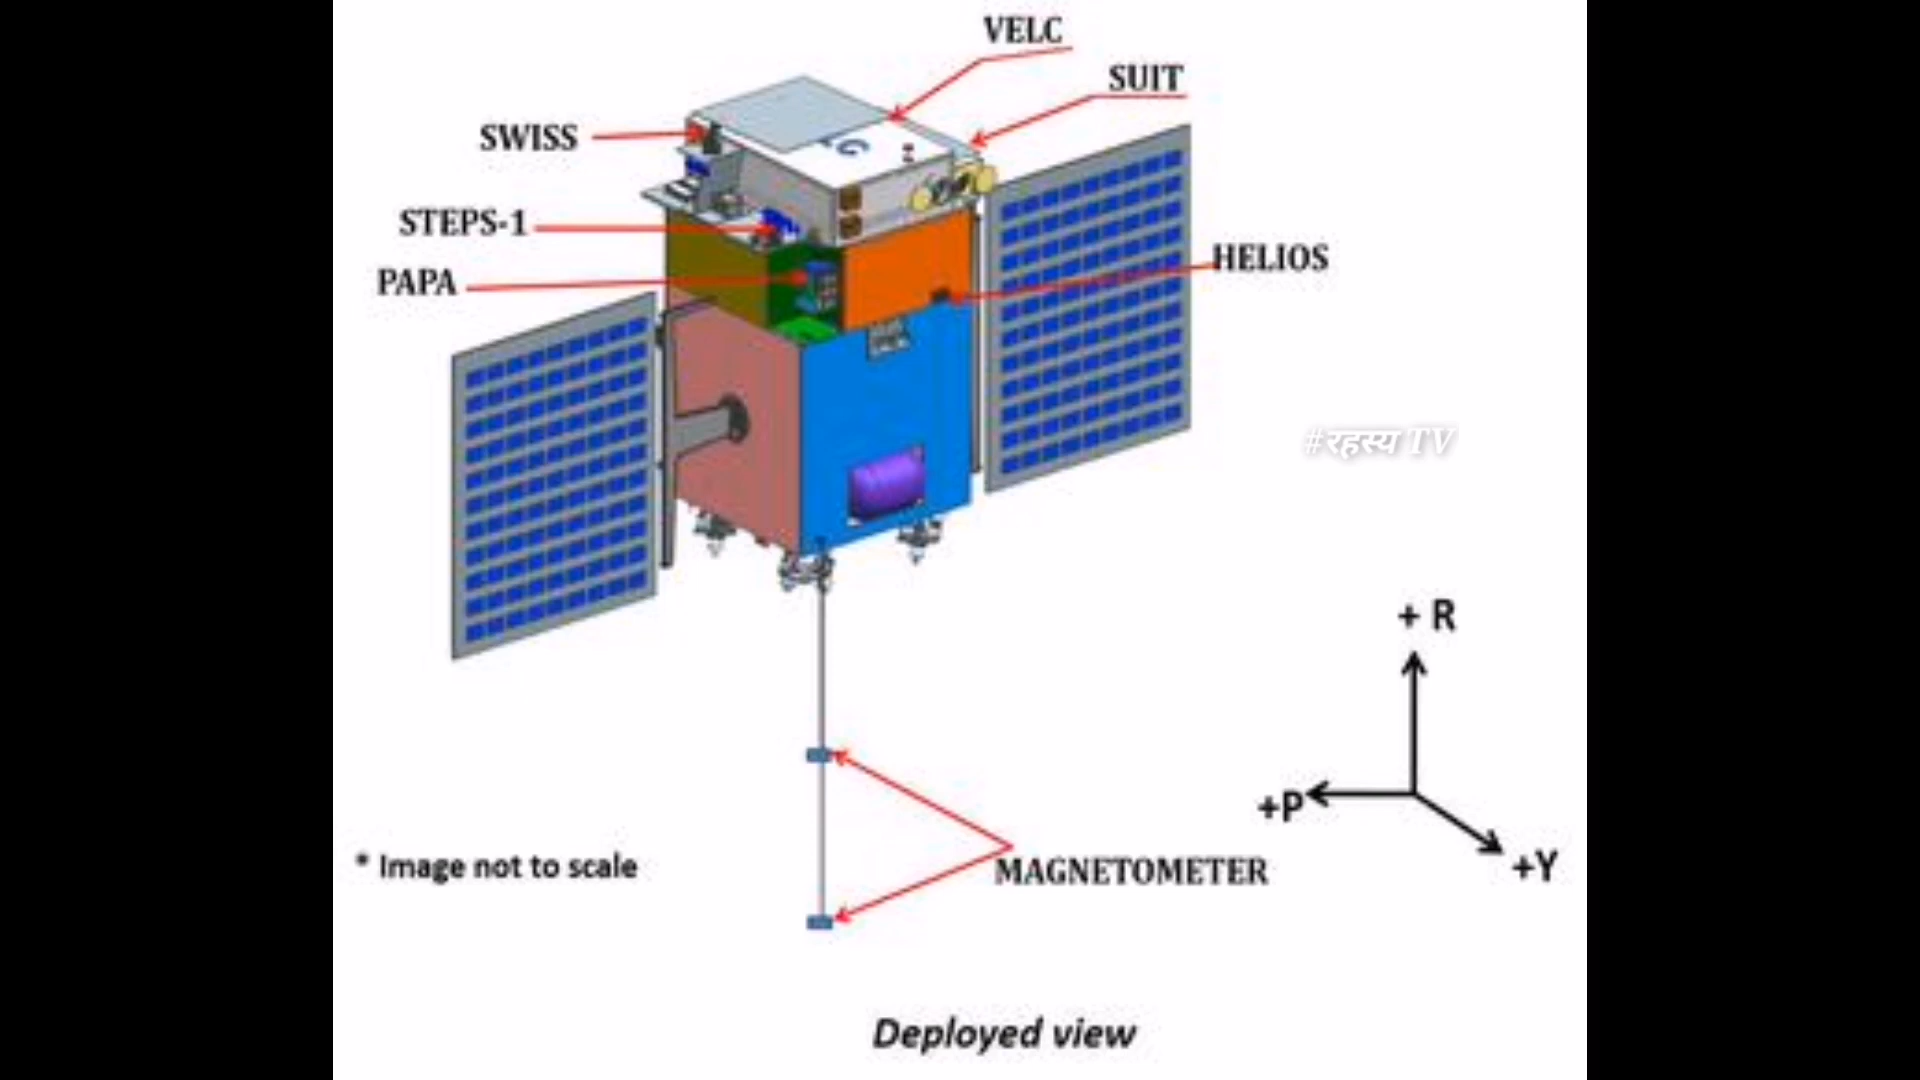 VELC
SUIT
SWISS
STEPS-1
HELIOS
PAPA
#रहस्य TV
+ R
+P
+Y
* Image not to scale
MAGNETOMETER
Deployed view